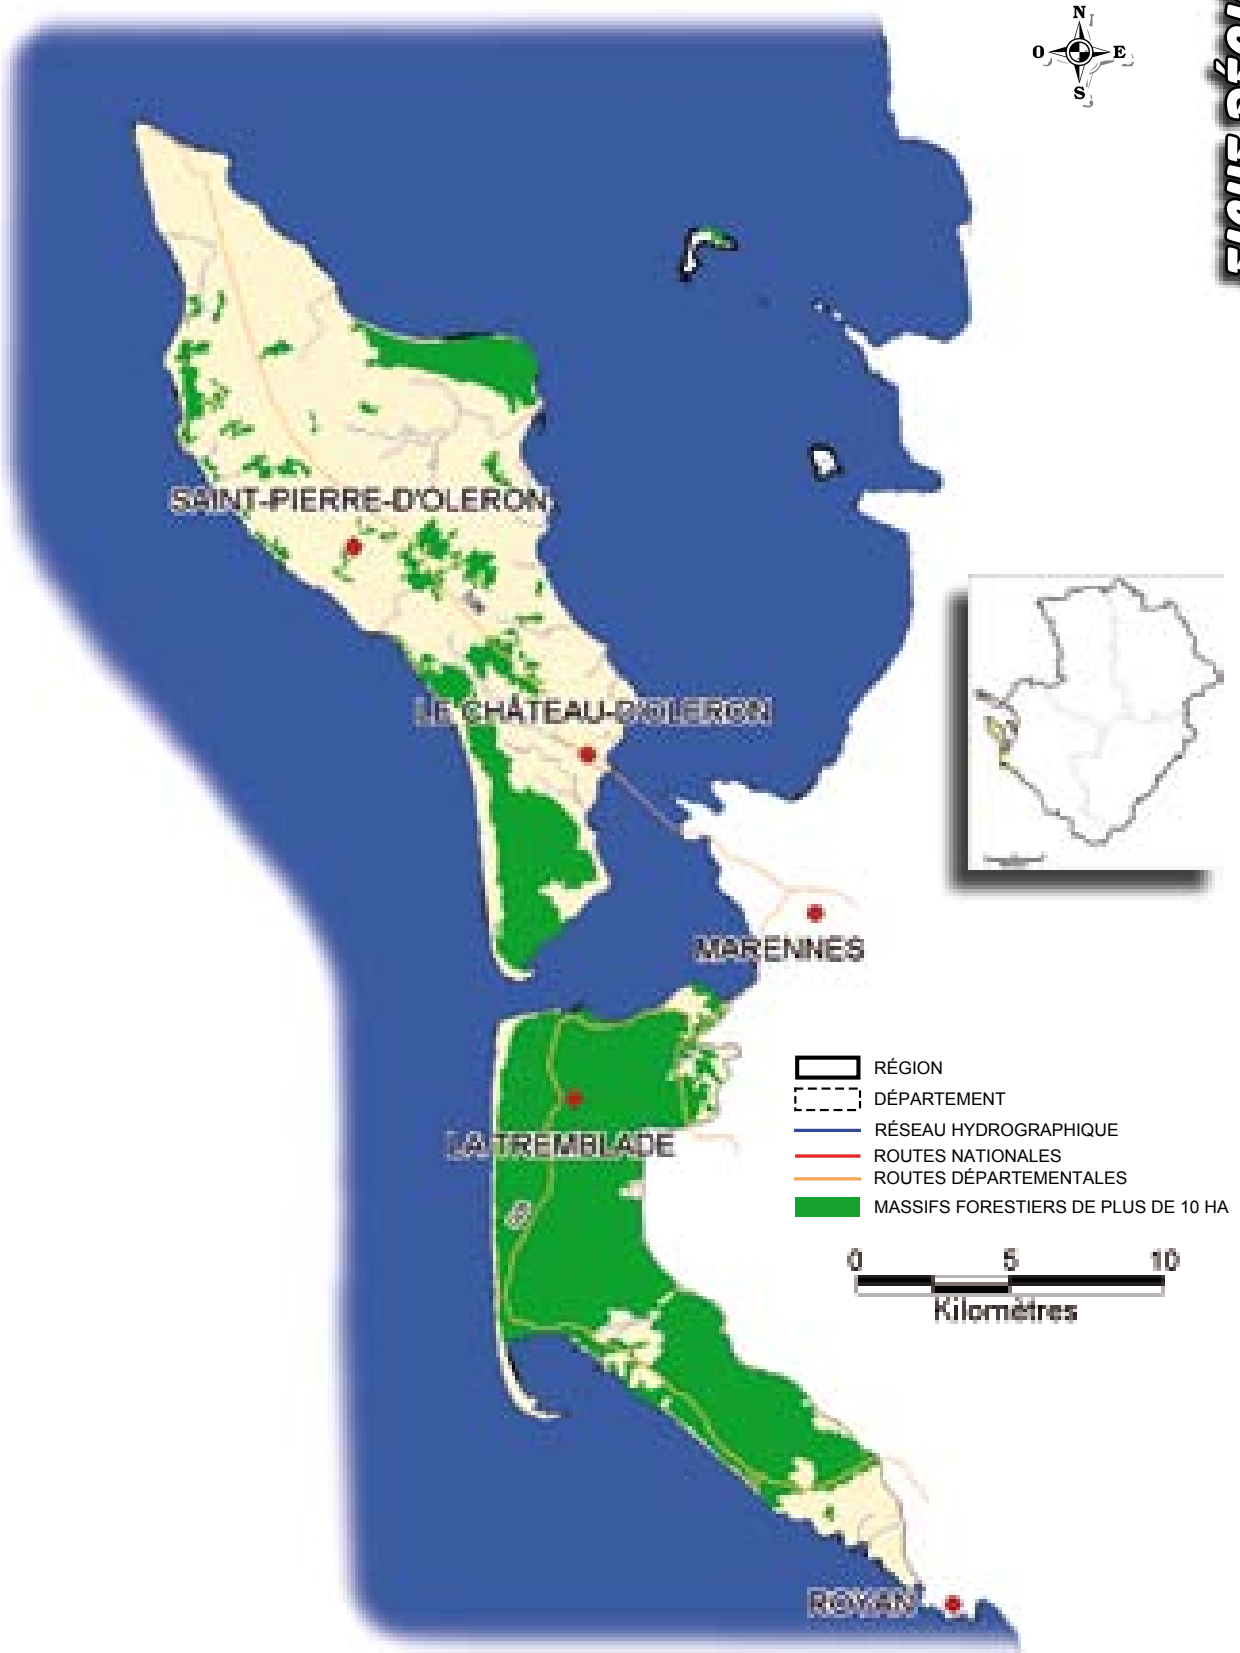 N
O E
S
SAINT-PIERRE-D'OLERON
LE CHÂTEAU-D'OLERON
MARENNES
LA TREMBLADE
ROYAN
RÉGION
DÉPARTEMENT
RÉSEAU HYDROGRAPHIQUE
ROUTES NATIONALES
ROUTES DÉPARTEMENTALES
MASSIFS FORESTIERS DE PLUS DE 10 HA
0 5 10
Kilomètres